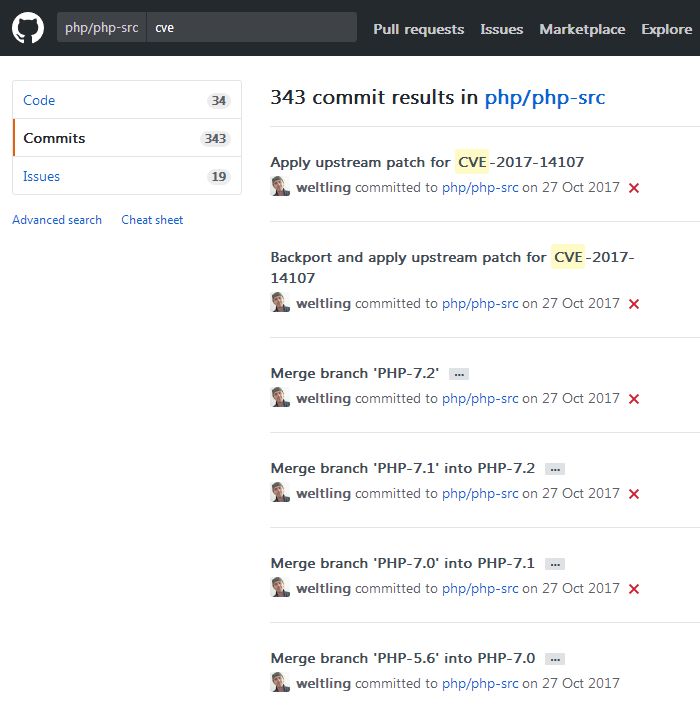 php/php-src cve Pull requests Issues Marketplace Explore
Code 34
Commits 343
Issues 19
Advanced search Cheat sheet
343 commit results in php/php-src
Apply upstream patch for CVE-2017-14107
weltling committed to php/php-src on 27 Oct 2017
Backport and apply upstream patch for CVE-2017-
14107
weltling committed to php/php-src on 27 Oct 2017
Merge branch 'PHP-7.2' …
weltling committed to php/php-src on 27 Oct 2017
Merge branch 'PHP-7.1' into PHP-7.2 …
weltling committed to php/php-src on 27 Oct 2017
Merge branch 'PHP-7.0' into PHP-7.1 …
weltling committed to php/php-src on 27 Oct 2017
Merge branch 'PHP-5.6' into PHP-7.0 …
weltling committed to php/php-src on 27 Oct 2017